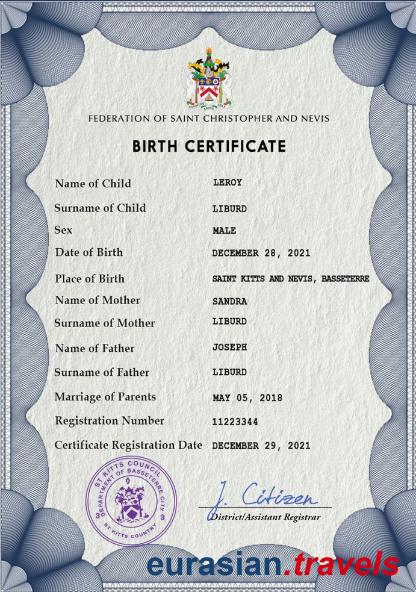 FEDERATION OF SAINT CHRISTOPHER AND NEVIS
BIRTH CERTIFICATE
Name of Child LEROY
Surname of Child LIBURD
Sex MALE
Date of Birth DECEMBER 28, 2021
Place of Birth SAINT KITTS AND NEVIS, BASSETERRE
Name of Mother SANDRA
Surname of Mother LIBURD
Name of Father JOSEPH
Surname of Father LIBURD
Marriage of Parents MAY 05, 2018
Registration Number 11223344
Certificate Registration Date DECEMBER 29, 2021
ST KITTS COUNCIL
DEPARTMENT OF BASSETERRE CITY
ST KITTS COUNTRY
J. Citizen
District/Assistant Registrar
eurasian.travels